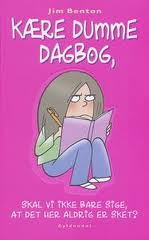 Jim Benton
KÆRE DUMME
DAGBOG,
SKAL VI IKKE BARE SIGE,
AT DET HER ALDRIG ER SKET?
Gyldendal